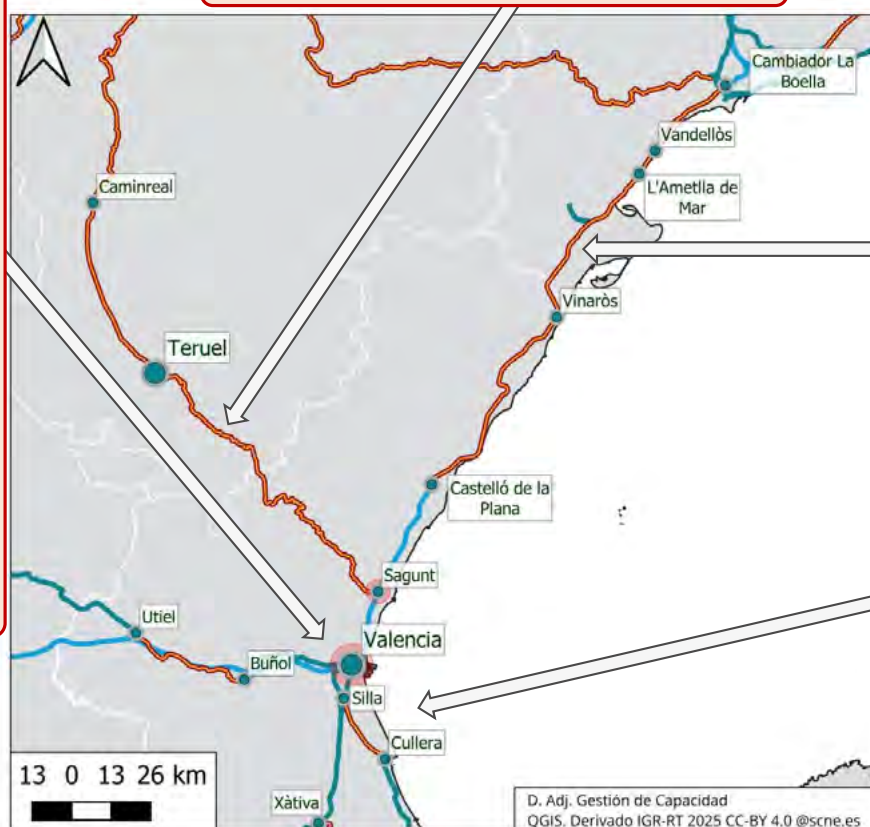 Cambiador La
Boella
Vandellòs
Caminreal
L'Ametlla de
Mar
Vinaròs
Teruel
Castelló de la
Plana
Sagunt
Utiel
Valencia
Buñol
Silla
Cullera
13 0 13 26 km
Xàtiva
D. Adj. Gestión de Capacidad
QGIS. Derivado IGR-RT 2025 CC-BY 4.0 @scne.es